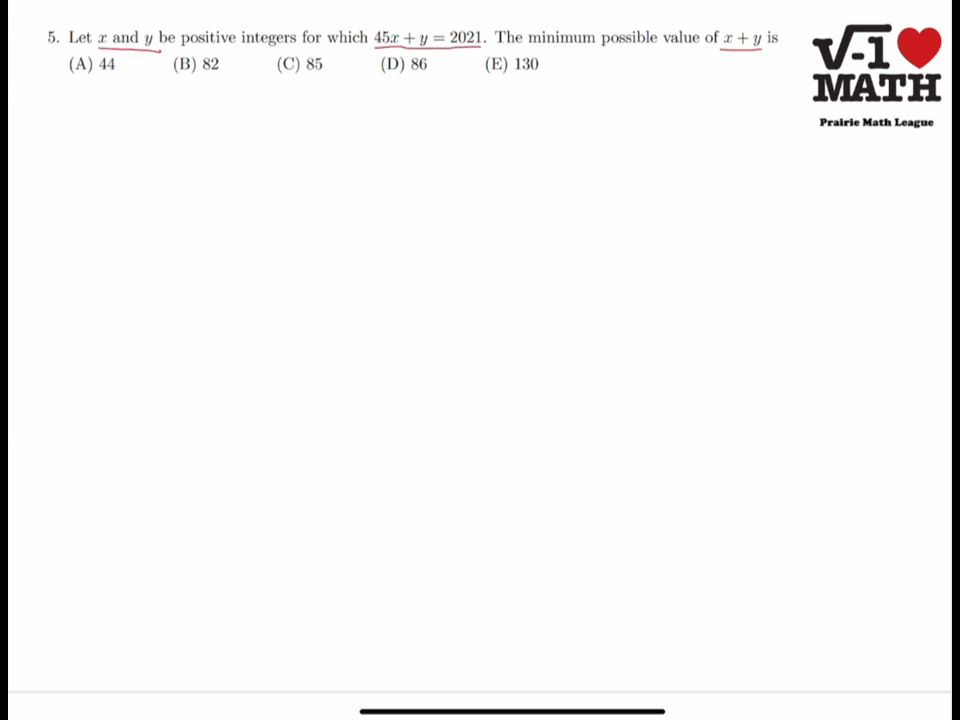 5. Let x and y be positive integers for which 45x + y = 2021. The minimum possible value of x + y is
(A) 44 (B) 82 (C) 85 (D) 86 (E) 130
√-1
MATH
Prairie Math League